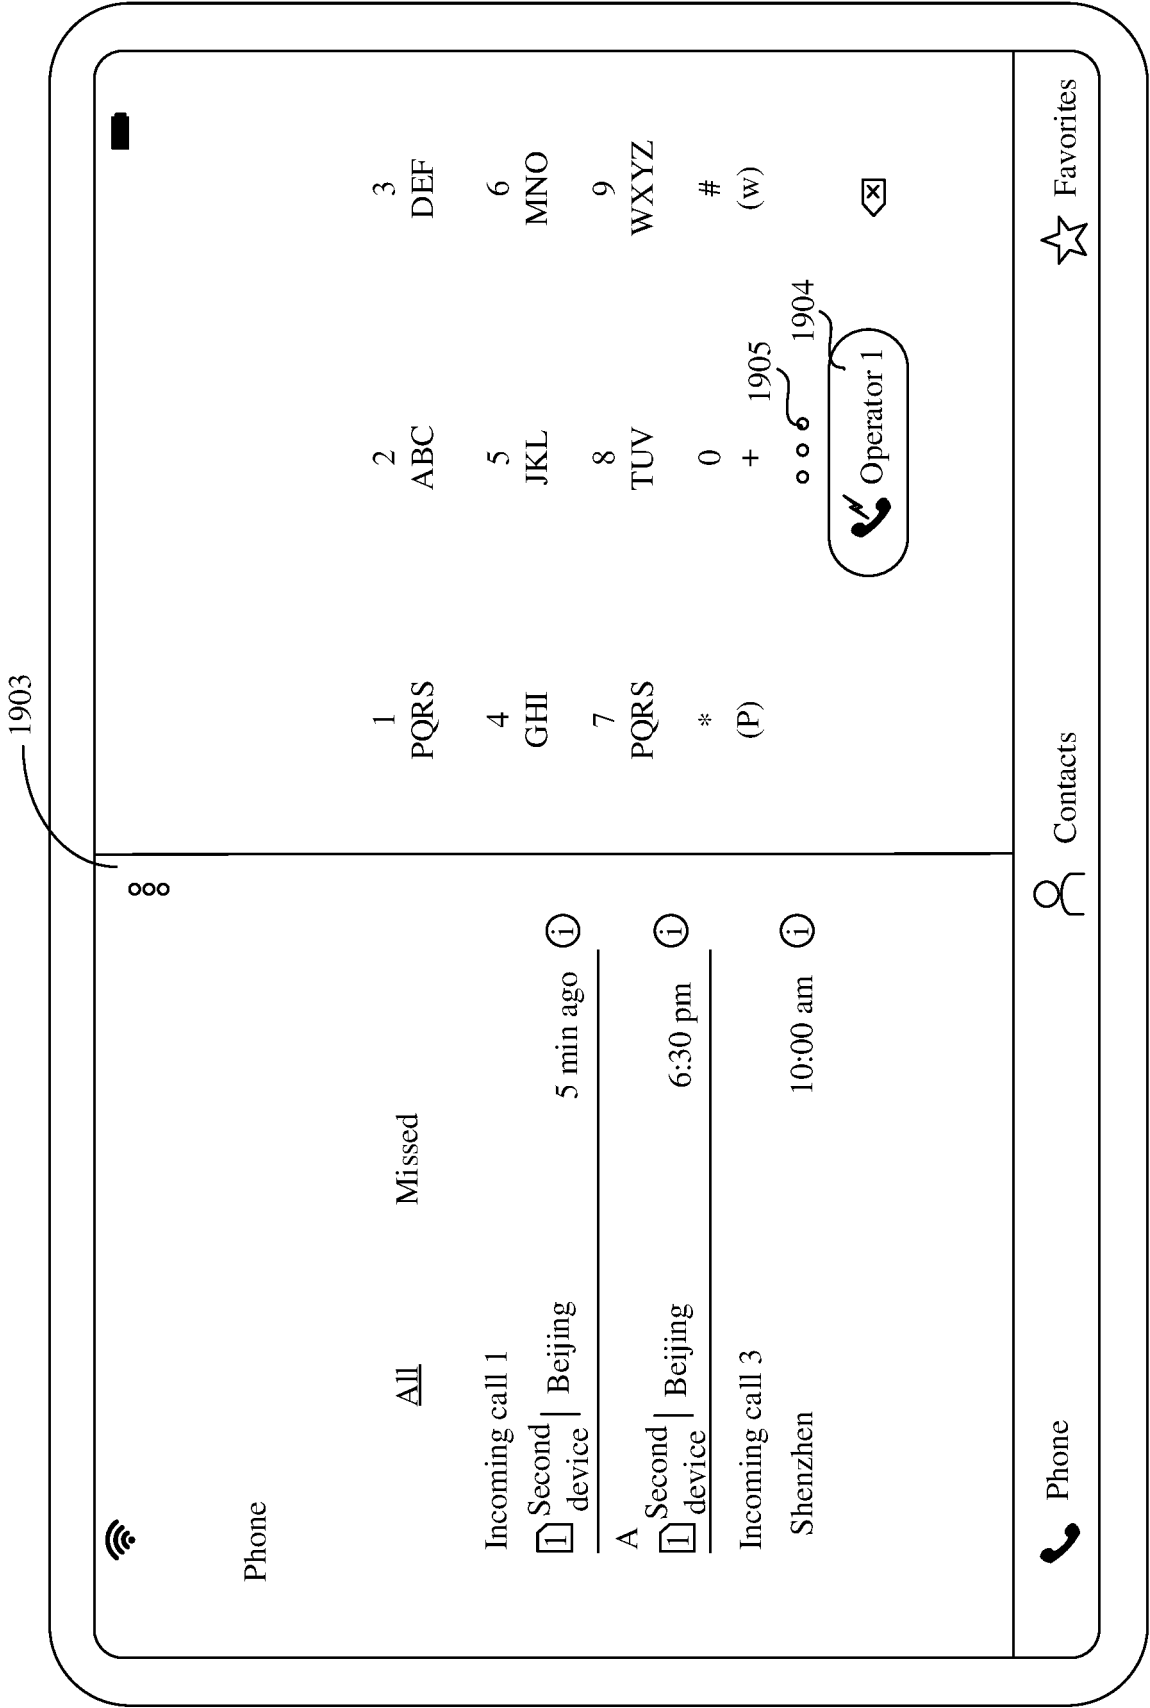 1903
Phone
All Missed
Incoming call 1
1 Second device | Beijing 5 min ago i
A
1 Second device | Beijing 6:30 pm i
Incoming call 3
Shenzhen 10:00 am i
1 2 3
PQRS ABC DEF
4 5 6
GHI JKL MNO
7 8 9
PQRS TUV WXYZ
* 0 #
(P) + (w)
1905
1904
Operator 1
Phone Contacts Favorites